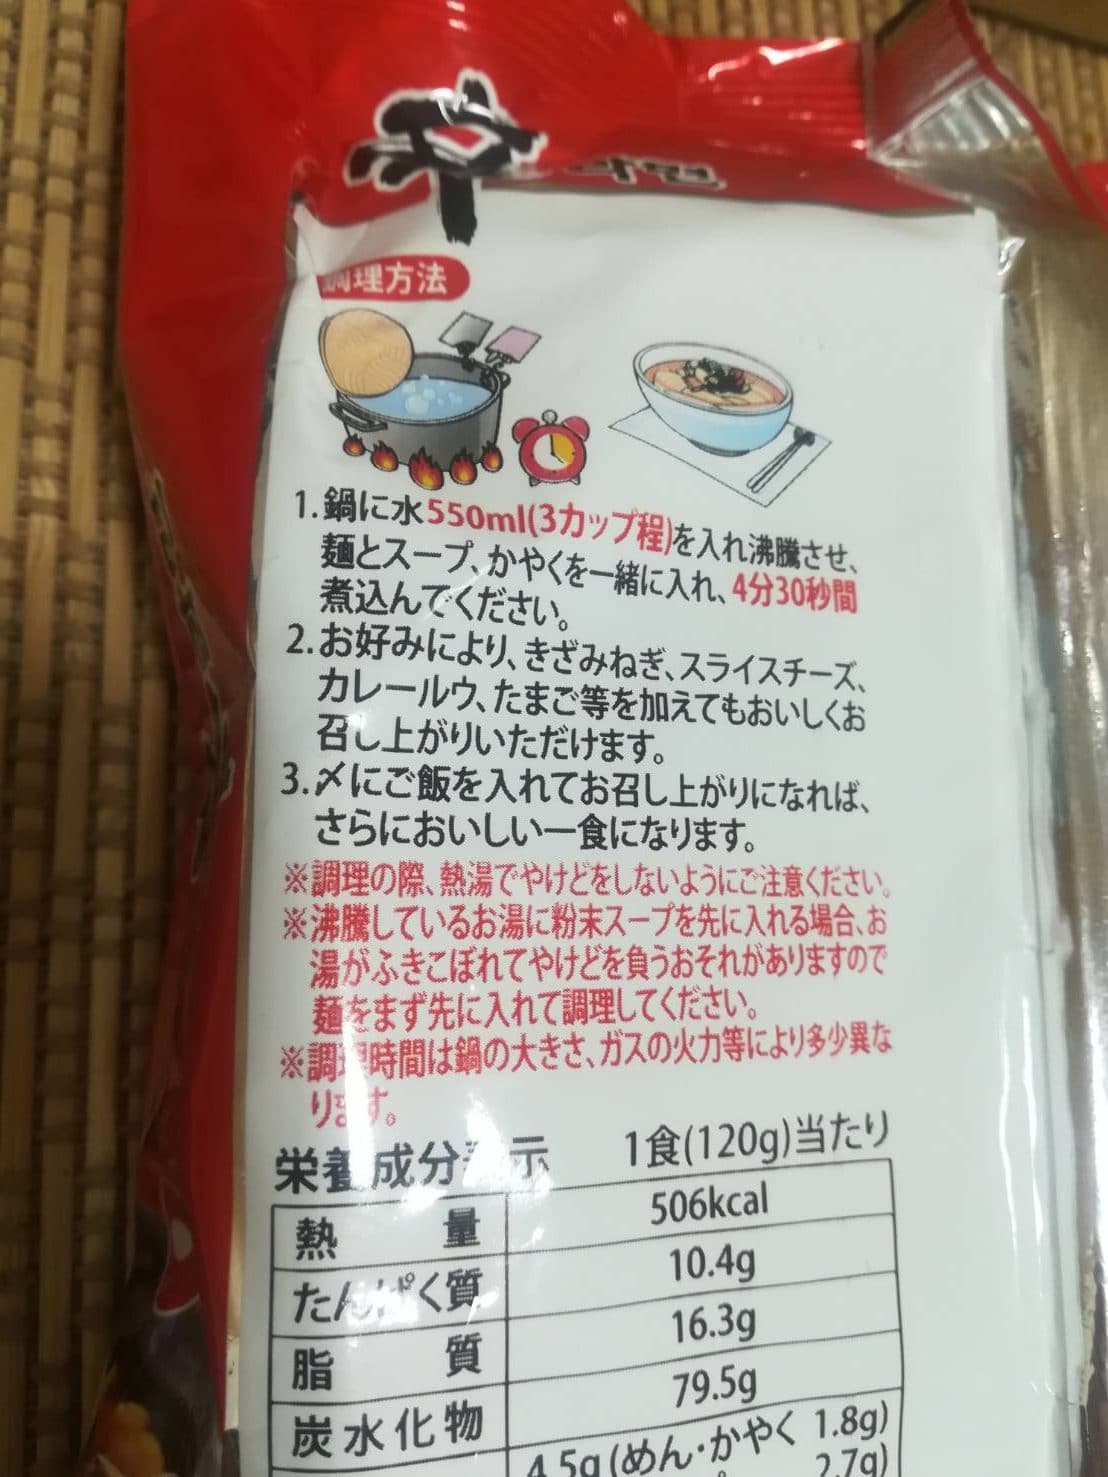 辛
라면
調理方法
1.鍋に水550ml(3カップ程)を入れ沸騰させ、
麺とスープ、かやくを一緒に入れ、4分30秒間
煮込んでください。
2.お好みにより、きざみねぎ、スライスチーズ、
カレールウ、たまご等を加えてもおいしくお
召し上がりいただけます。
3.〆にご飯を入れてお召し上がりになれば、
さらにおいしい一食になります。
※調理の際、熱湯でやけどをしないようにご注意ください。
※沸騰しているお湯に粉末スープを先に入れる場合、お
湯がふきこぼれてやけどを負うおそれがありますので
麺をまず先に入れて調理してください。
※調理時間は鍋の大きさ、ガスの火力等により多少異な
ります。
栄養成分表示 1食(120g)当たり
熱量 506kcal
たんぱく質 10.4g
脂質 16.3g
炭水化物 79.5g
4.5g(めん・かやく 1.8g)
2.7g)